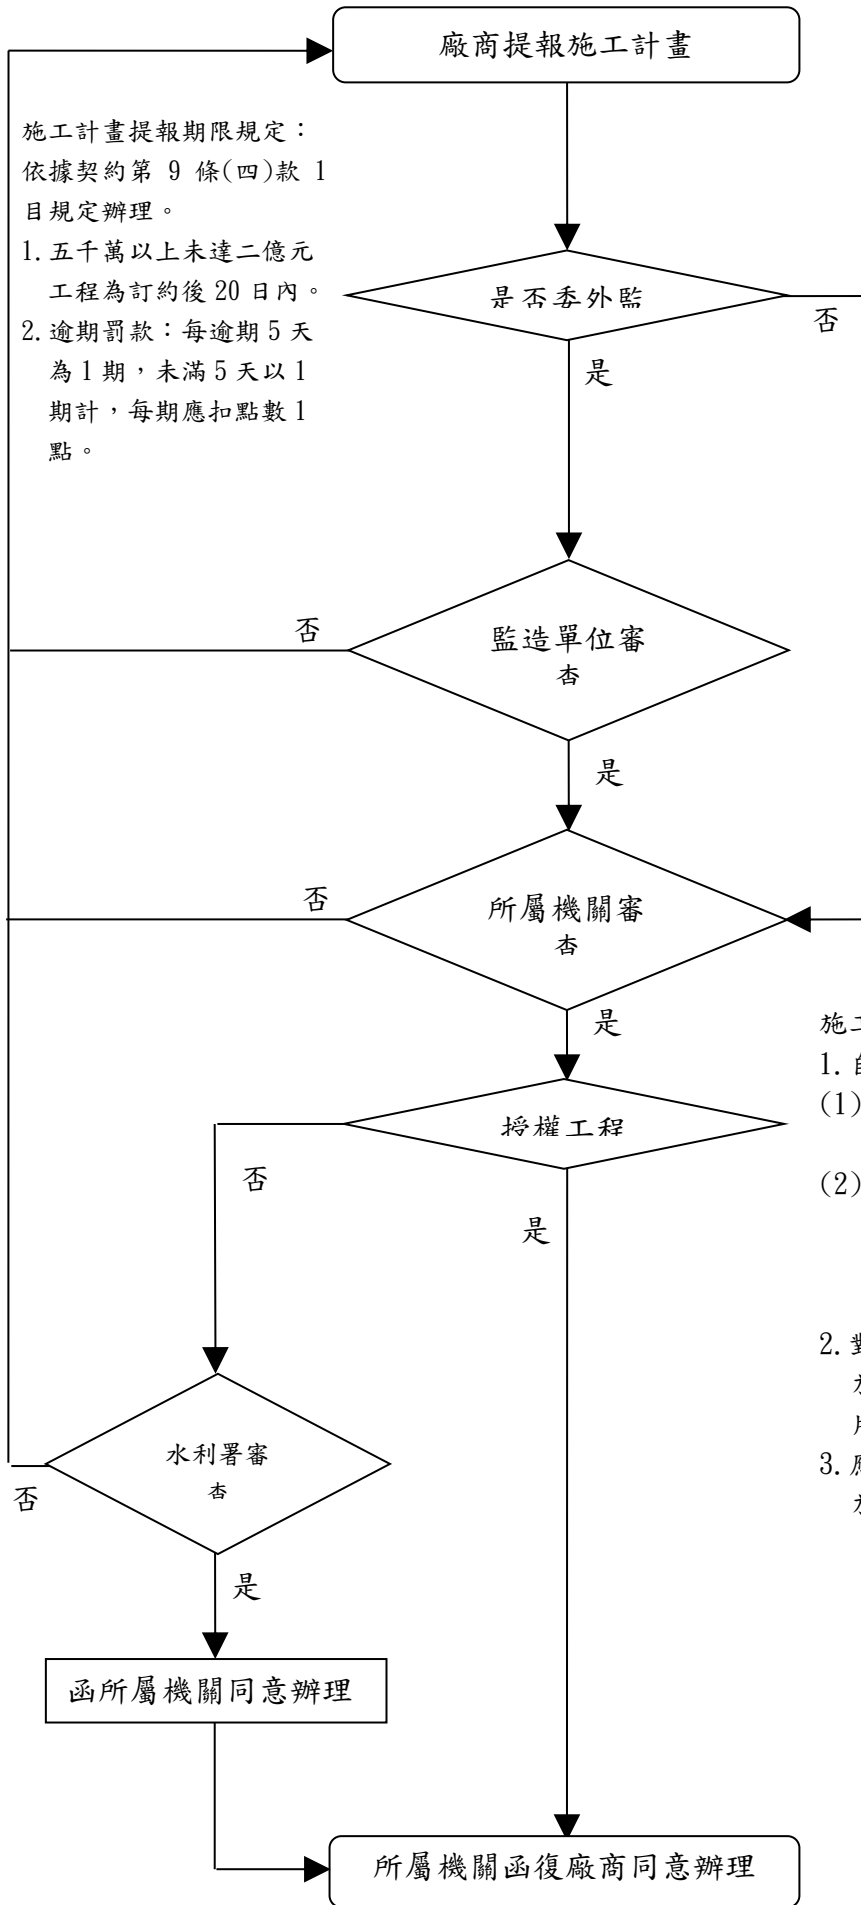 廠商提報施工計畫
施工計畫提報期限規定：
依據契約第 9 條(四)款 1
目規定辦理。
1. 五千萬以上未達二億元
工程為訂約後 20 日內。
2. 逾期罰款：每逾期 5 天
為 1 期，未滿 5 天以 1
期計，每期應扣點數 1
點。
是否委外監
否
是
監造單位審
否
是
所屬機關審
否
是
施工
1.
(1)
(2)
2. 對
3. 應
授權工程
否
是
水利署審
否
是
函所屬機關同意辦理
所屬機關函復廠商同意辦理